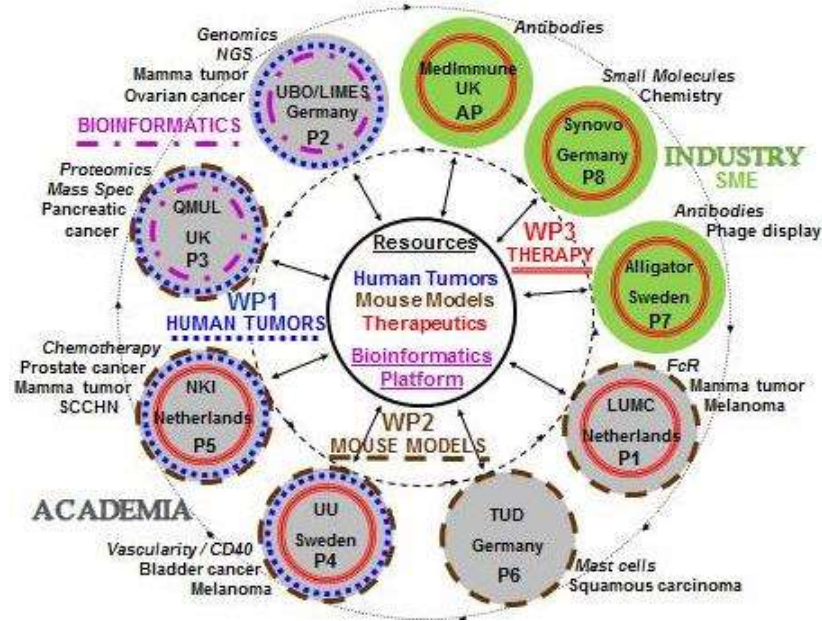 Genomics
NGS
Mamma tumor
Ovarian cancer
UBO/LIMES
Germany
P2
Antibodies
MedImmune
UK
AP
Small Molecules
Chemistry
Synovo
Germany
P8
INDUSTRY
SME
BIOINFORMATICS
Proteomics
Mass Spec
Pancreatic
cancer
QMUL
UK
P3
Antibodies
Phage display
Alligator
Sweden
P7
WP3
THERAPY
Resources
Human Tumors
Mouse Models
Therapeutics
Bioinformatics
Platform
WP1
HUMAN TUMORS
Chemotherapy
Prostate cancer
Mamma tumor
SCCHN
NKI
Netherlands
P5
FcR
Mamma tumor
Melanoma
LUMC
Netherlands
P1
WP2
MOUSE MODELS
ACADEMIA
Vascularity / CD40
Bladder cancer
Melanoma
UU
Sweden
P4
TUD
Germany
P6
Mast cells
Squamous carcinoma